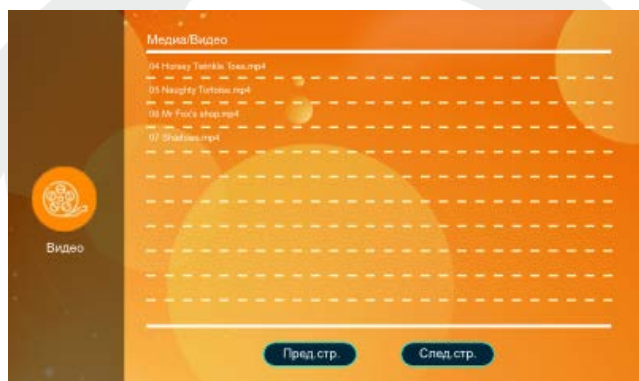 Медиа/Видео
04 Horsey Twinkle Toes.mp4
05 Naughty Tortoise.mp4
06 Mr Fox's shop.mp4
07 Shadows.mp4
Видео
Пред.стр.
След.стр.